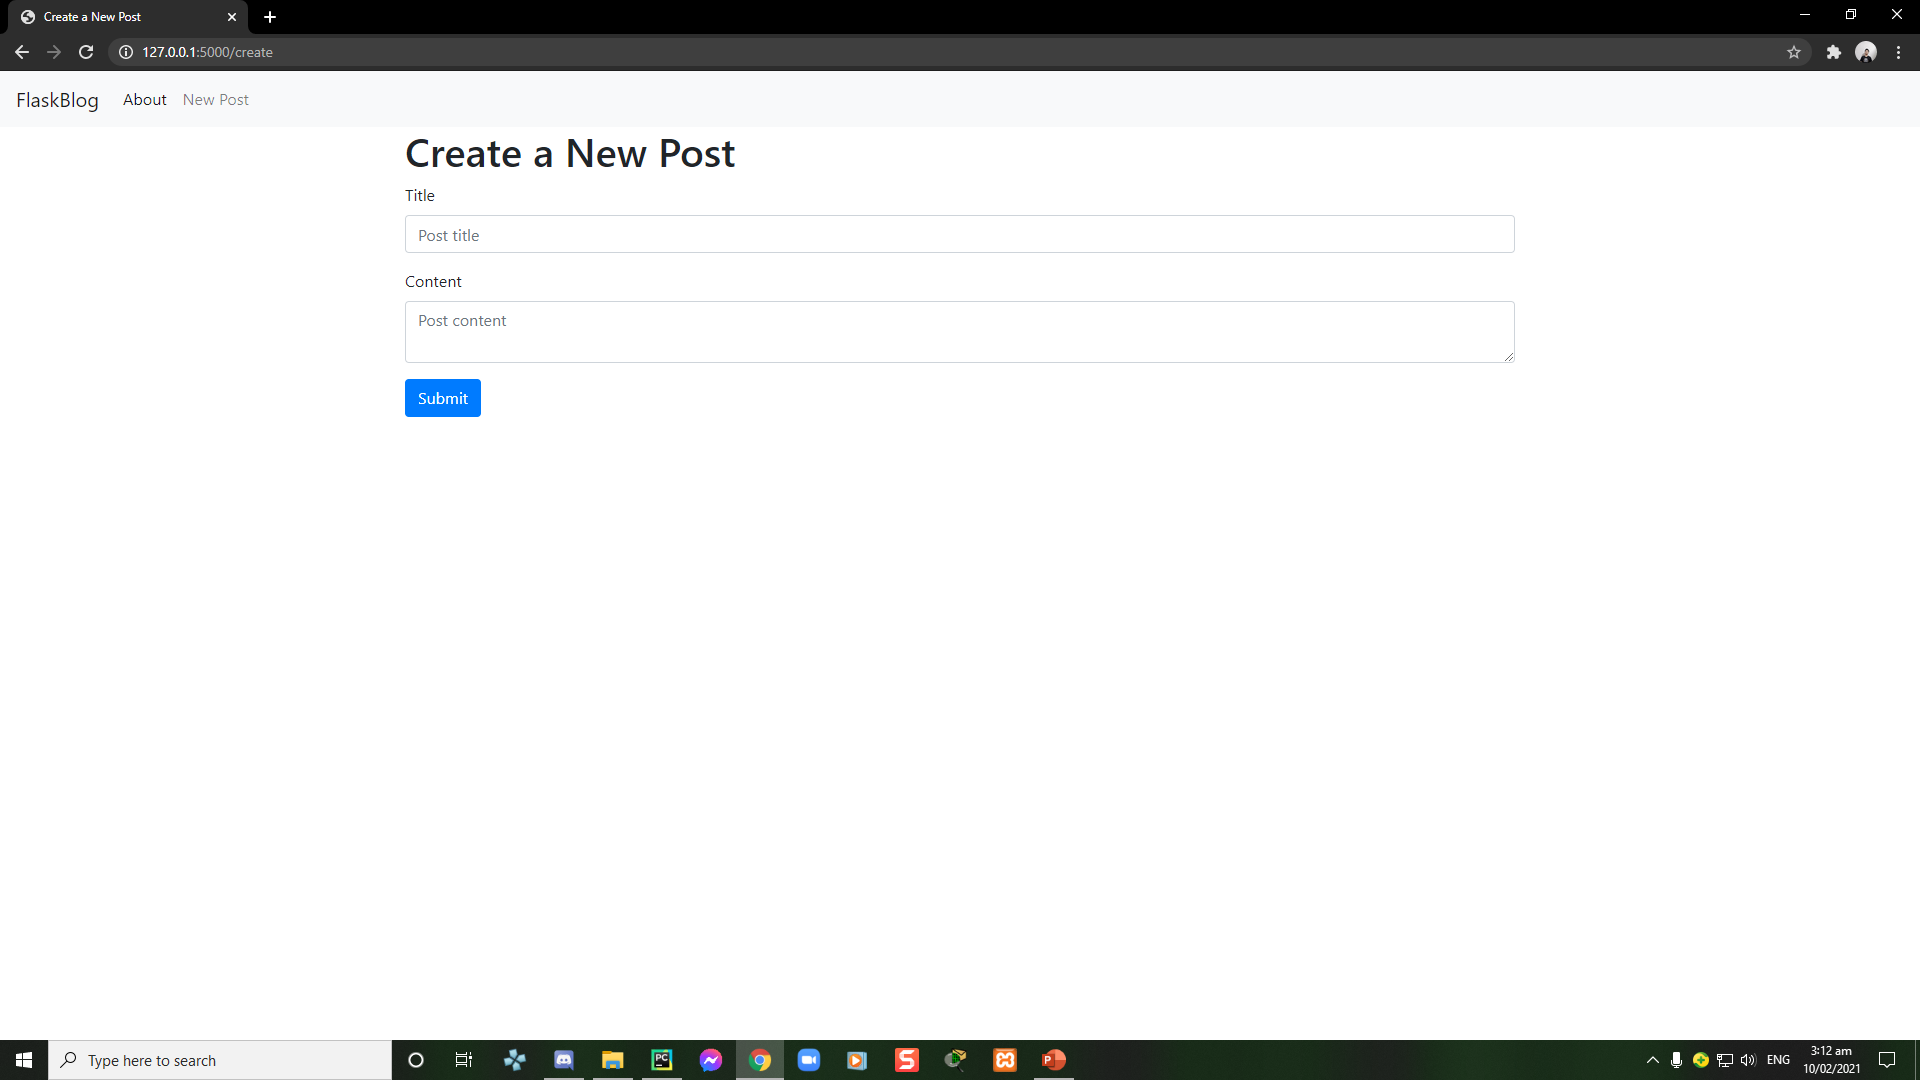 Create a New Post
127.0.0.1:5000/create
FlaskBlog About New Post
Create a New Post
Title
Post title
Content
Post content
Submit
Type here to search
PC
S
P
ENG
3:12 am
10/02/2021